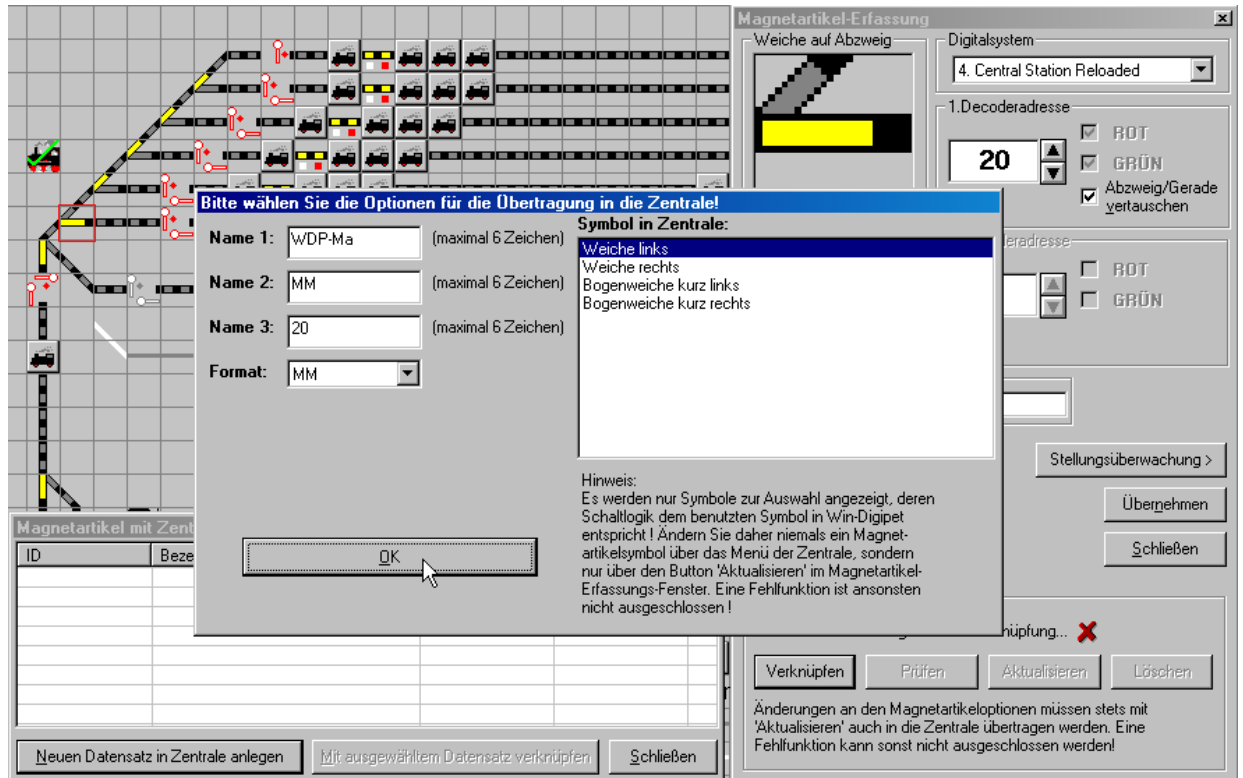 Magnetartikel-Erfassung
Weiche auf Abzweig
Digitalsystem
4. Central Station Reloaded
1.Decoderadresse
20
ROT
GRÜN
Abzweig/Gerade
vertauschen
Bitte wählen Sie die Optionen für die Übertragung in die Zentrale!
Name 1:
WDP-Ma
(maximal 6 Zeichen)
Name 2:
MM
(maximal 6 Zeichen)
Name 3:
20
(maximal 6 Zeichen)
Format:
MM
Symbol in Zentrale:
Weiche links
Weiche rechts
Bogenweiche kurz links
Bogenweiche kurz rechts
Hinweis:
Es werden nur Symbole zur Auswahl angezeigt, deren
Schaltlogik dem benutzten Symbol in Win-Digipet
entspricht ! Ändern Sie daher niemals ein Magnet-
artikelsymbol über das Menü der Zentrale, sondern
nur über den Button 'Aktualisieren' im Magnetartikel-
Erfassungs-Fenster. Eine Fehlfunktion ist ansonsten
nicht ausgeschlossen !
OK
eradresse
ROT
GRÜN
Stellungsüberwachung >
Übernehmen
Schließen
nüpfung...
Verknüpfen
Prüfen
Aktualisieren
Löschen
Änderungen an den Magnetartikeloptionen müssen stets mit
'Aktualisieren' auch in die Zentrale übertragen werden. Eine
Fehlfunktion kann sonst nicht ausgeschlossen werden!
Magnetartikel mit Zent
ID
Beze
Neuen Datensatz in Zentrale anlegen
Mit ausgewähltem Datensatz verknüpfen
Schließen